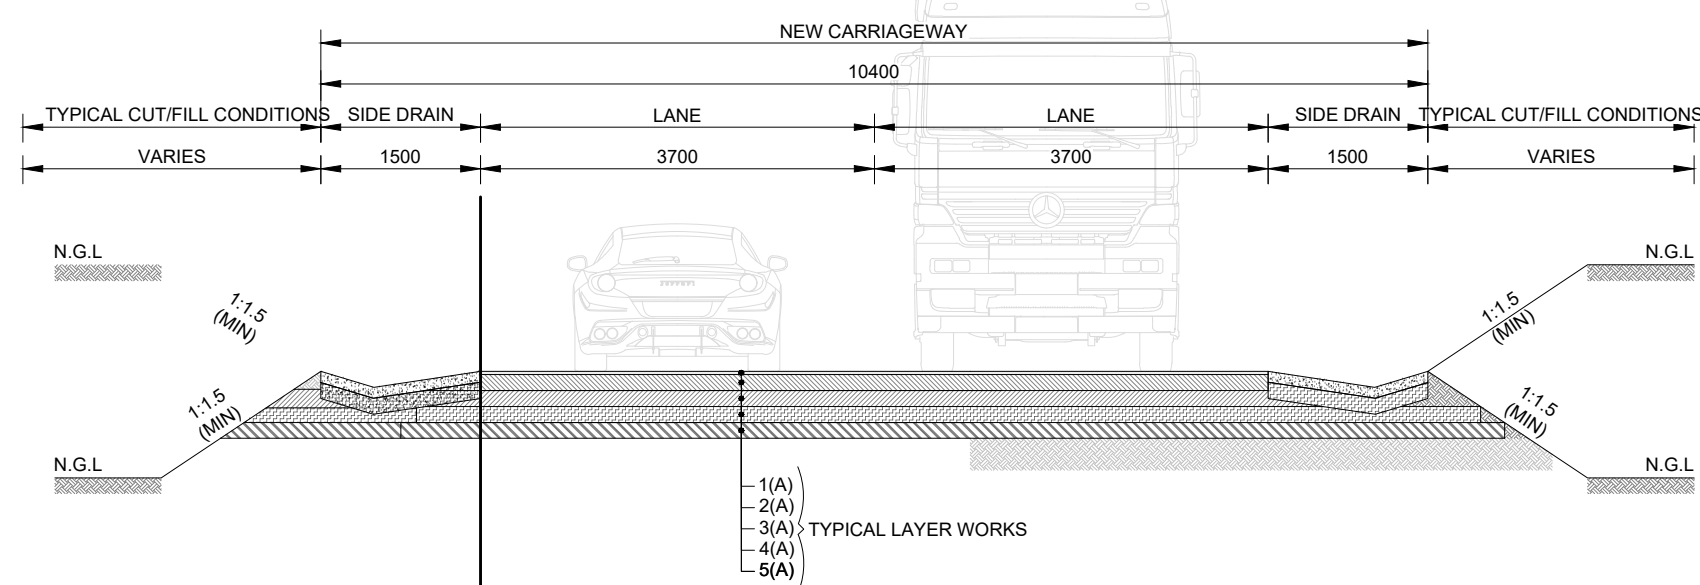 NEW CARRIAGEWAY
10400
TYPICAL CUT/FILL CONDITIONS SIDE DRAIN LANE LANE SIDE DRAIN TYPICAL CUT/FILL CONDITIONS
VARIES 1500 3700 3700 1500 VARIES
N.G.L N.G.L
FERRARI
1:1.5
(MIN)
1:1.5
(MIN)
1:1.5
(MIN)
1:1.5
(MIN)
N.G.L N.G.L
1(A)
2(A)
3(A) TYPICAL LAYER WORKS
4(A)
5(A)